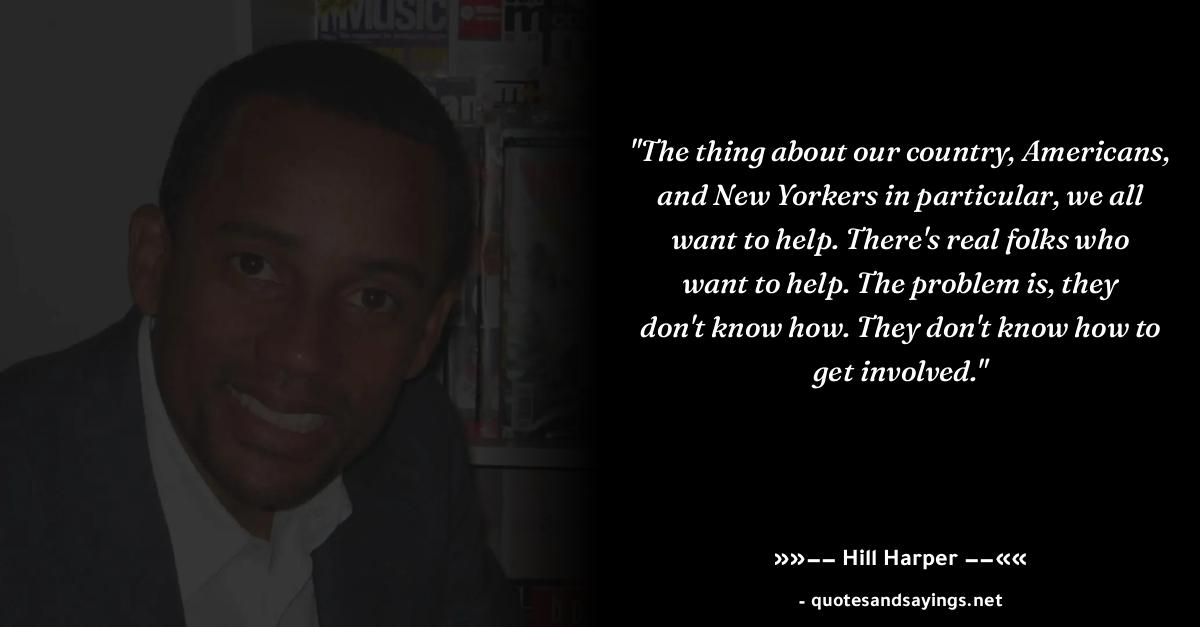 MUSIC
"The thing about our country, Americans,
and New Yorkers in particular, we all
want to help. There's real folks who
want to help. The problem is, they
don't know how. They don't know how to
get involved."
»»−− Hill Harper −−««
- quotesandsayings.net